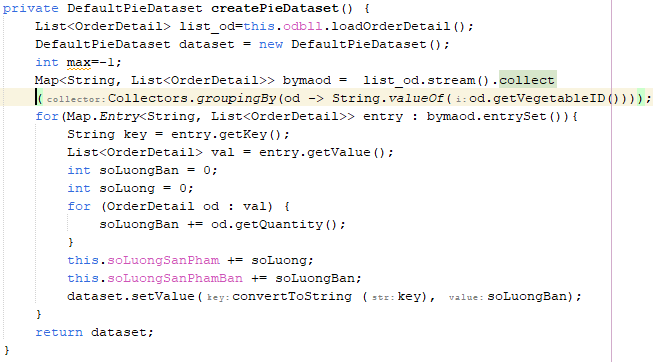 private DefaultPieDataset createPieDataset() {
List<OrderDetail> list_od=this.odbll.loadOrderDetail();
DefaultPieDataset dataset = new DefaultPieDataset();
int max=-1;
Map<String, List<OrderDetail>> bymaod =  list_od.stream().collect
(collector:Collectors.groupingBy(od -> String.valueOf(i:od.getVegetableID())));
for(Map.Entry<String, List<OrderDetail>> entry : bymaod.entrySet()){
String key = entry.getKey();
List<OrderDetail> val = entry.getValue();
int soLuongBan = 0;
int soLuong = 0;
for (OrderDetail od : val) {
soLuongBan += od.getQuantity();
}
this.soLuongSanPham += soLuong;
this.soLuongSanPhamBan += soLuongBan;
dataset.setValue(key:convertToString (str:key), value:soLuongBan);
}
return dataset;
}